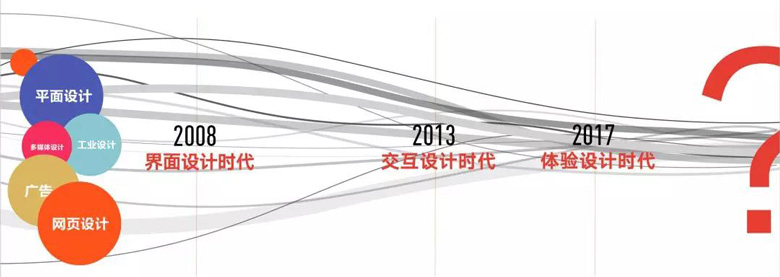 平面设计
多媒体设计
工业设计
广告
网页设计
2008
界面设计时代
2013
交互设计时代
2017
体验设计时代
?
?